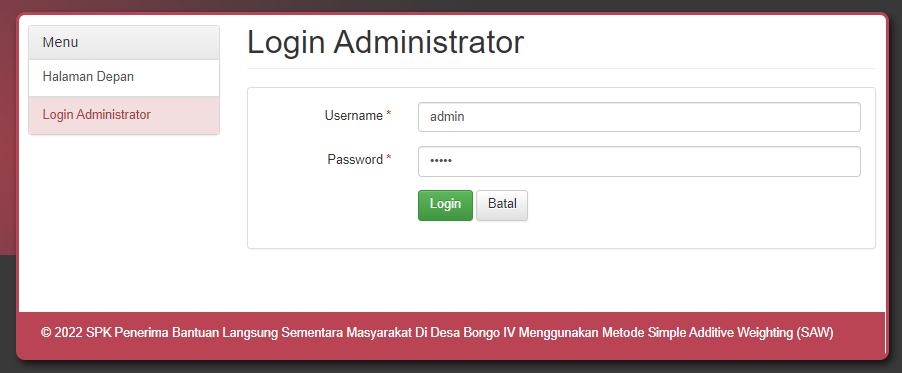 Menu
Halaman Depan
Login Administrator
Login Administrator
Username *
admin
Password *
•••••
Login
Batal
© 2022 SPK Penerima Bantuan Langsung Sementara Masyarakat Di Desa Bongo IV Menggunakan Metode Simple Additive Weighting (SAW)